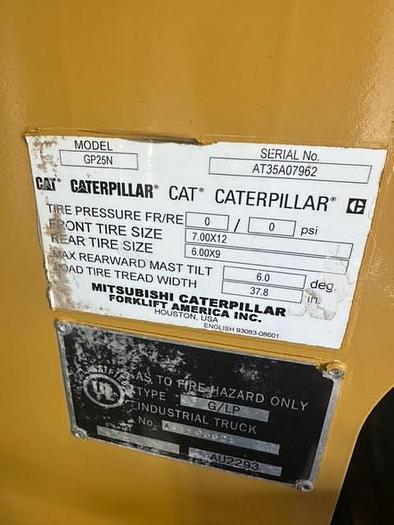 MODEL SERIAL No.
GP25N AT35A07962
CAT® CATERPILLAR® CAT® CATERPILLAR®
TIRE PRESSURE FR/RE 0 / 0 psi
FRONT TIRE SIZE 7.00X12
REAR TIRE SIZE 6.00X9
MAX REARWARD MAST TILT 6.0 deg.
TIRE TREAD WIDTH 37.8 in.
MITSUBISHI CATERPILLAR
FORKLIFT AMERICA INC.
HOUSTON, USA
ENGLISH 93083-08601
UL AS TO FIRE HAZARD ONLY
TYPE G/LP
INDUSTRIAL TRUCK
No.
AU2293